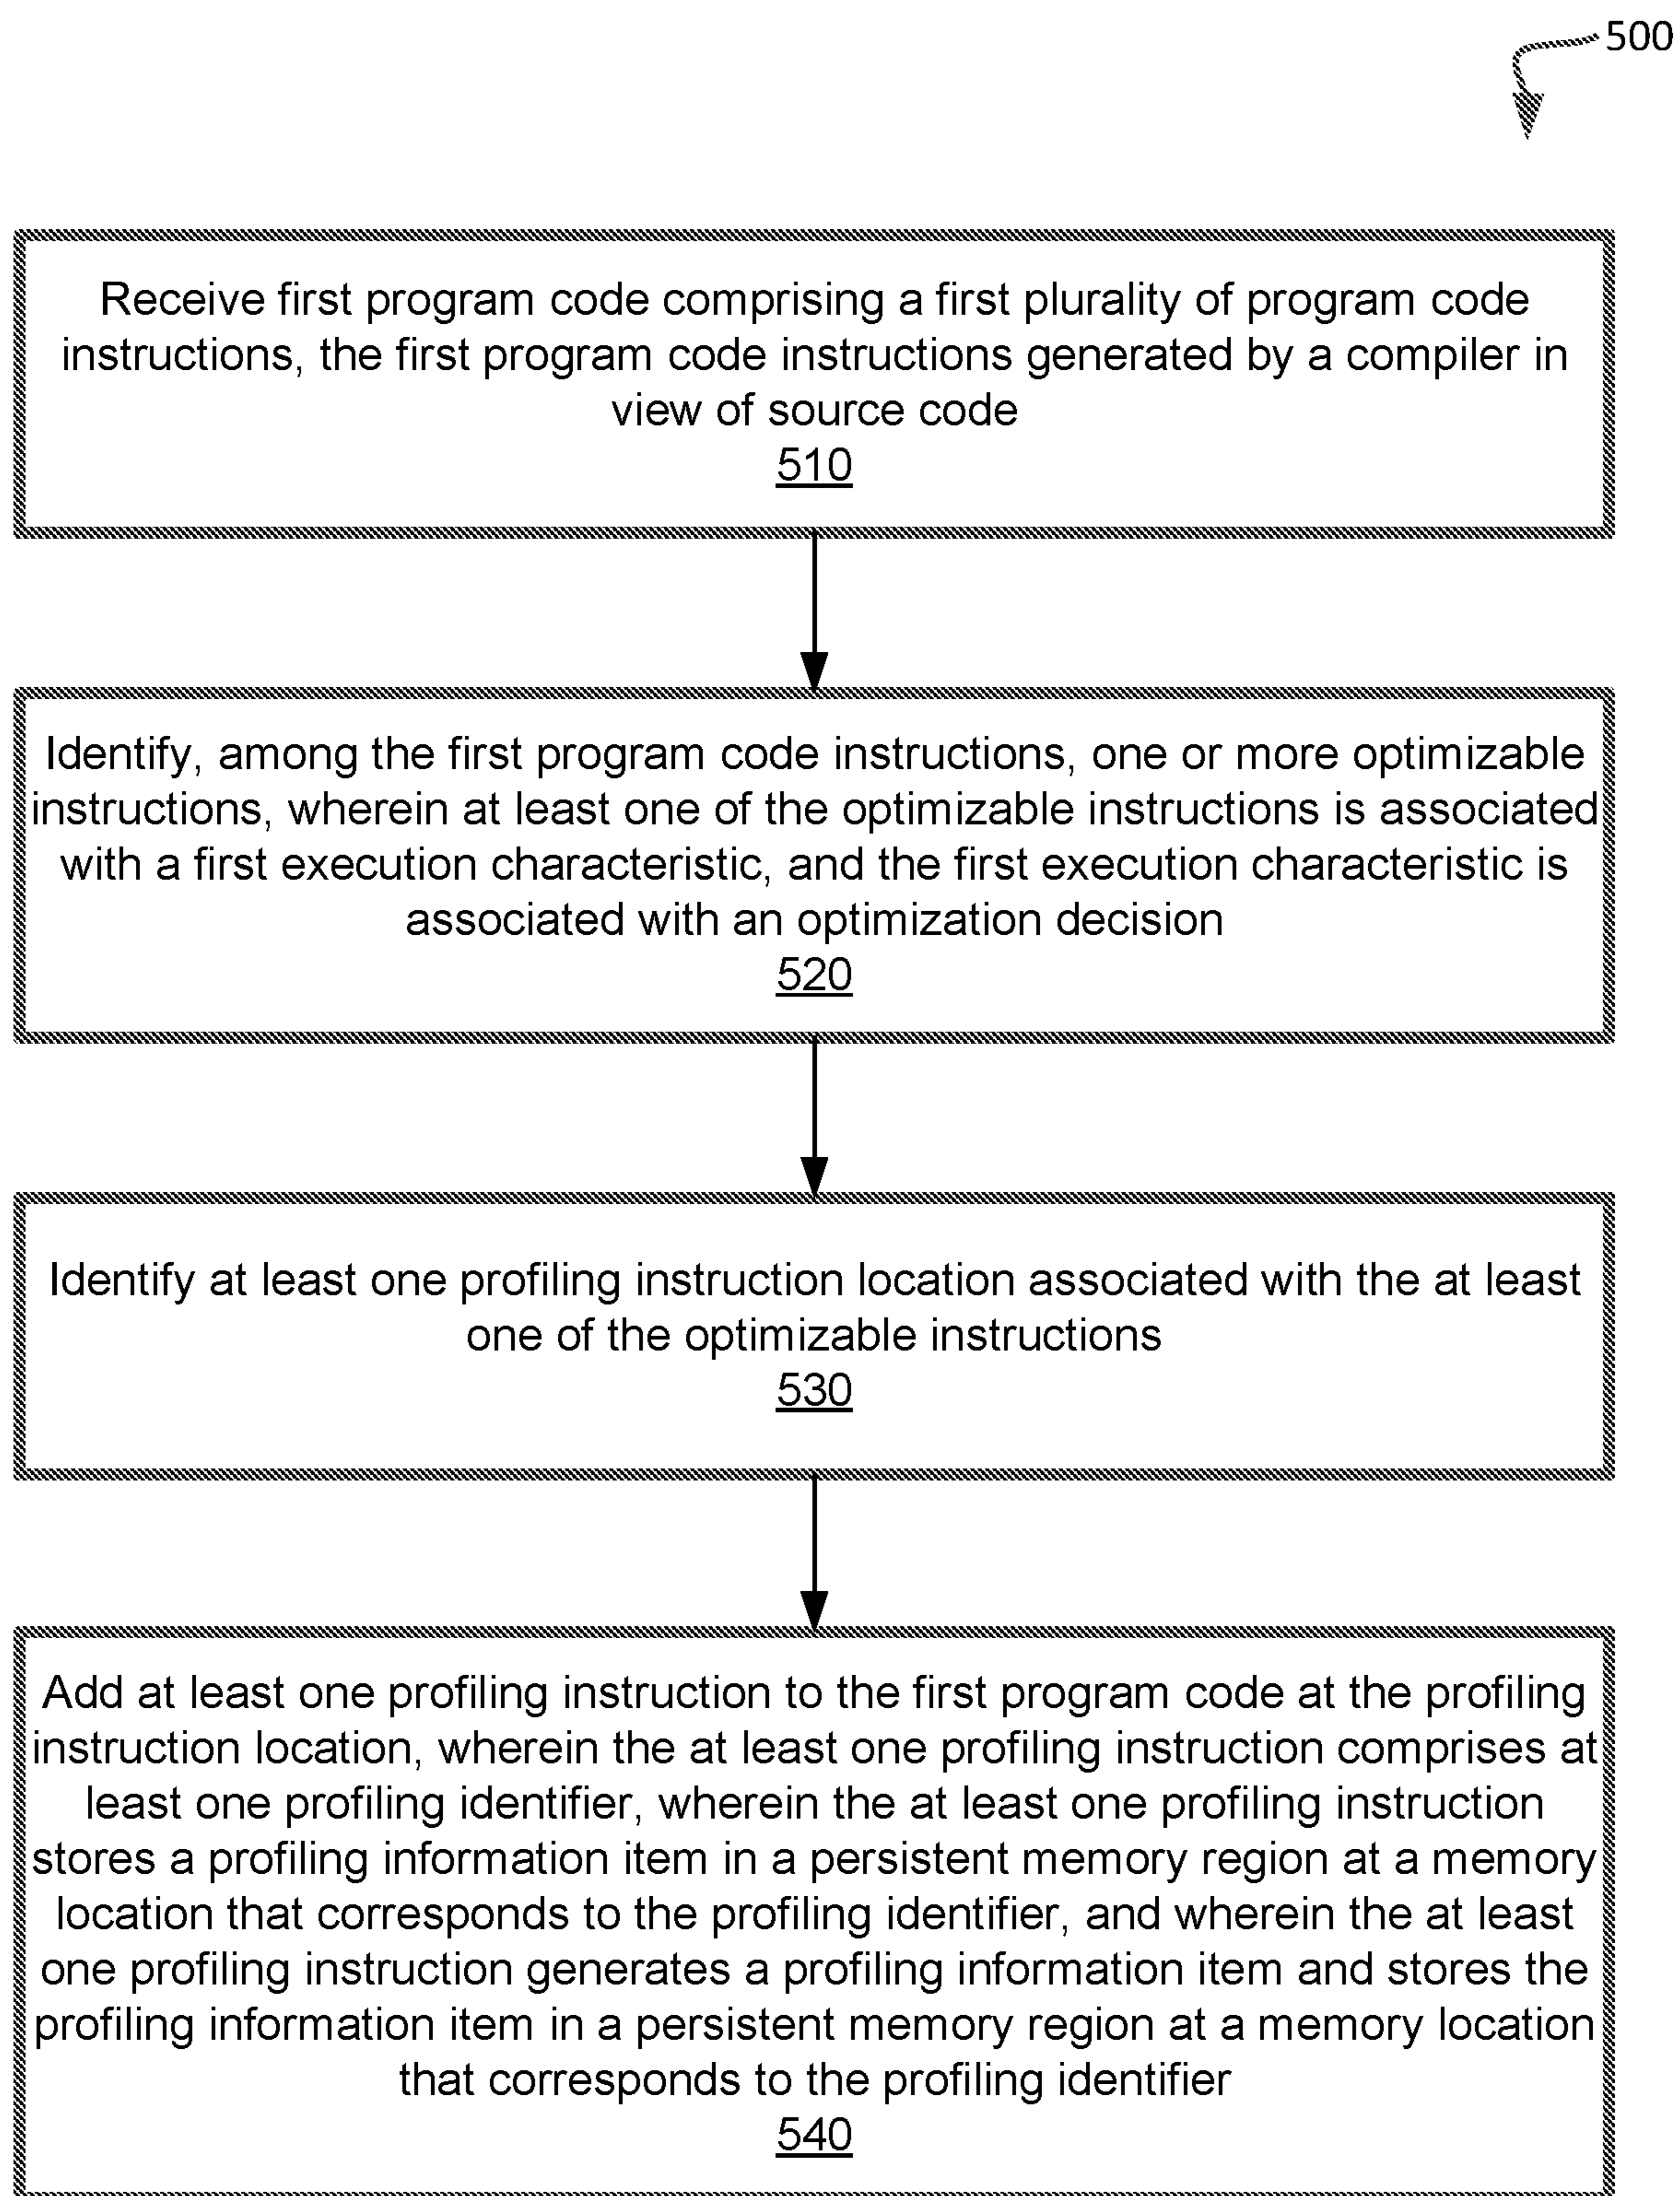 500
Receive first program code comprising a first plurality of program code
instructions, the first program code instructions generated by a compiler in
view of source code
510
Identify, among the first program code instructions, one or more optimizable
instructions, wherein at least one of the optimizable instructions is associated
with a first execution characteristic, and the first execution characteristic is
associated with an optimization decision
520
Identify at least one profiling instruction location associated with the at least
one of the optimizable instructions
530
Add at least one profiling instruction to the first program code at the profiling
instruction location, wherein the at least one profiling instruction comprises at
least one profiling identifier, wherein the at least one profiling instruction
stores a profiling information item in a persistent memory region at a memory
location that corresponds to the profiling identifier, and wherein the at least
one profiling instruction generates a profiling information item and stores the
profiling information item in a persistent memory region at a memory location
that corresponds to the profiling identifier
540